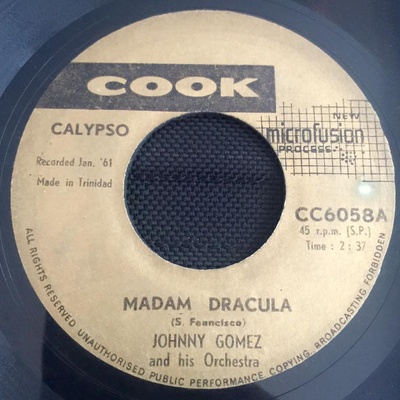 COOK
CALYPSO
NEW
microfusion
PROCESS
Recorded Jan. '61
Made in Trinidad
CC6058A
45 r.p.m. (S.P.)
Time : 2 : 37
MADAM DRACULA
(S. Feancisco)
JOHNNY GOMEZ
and his Orchestra
ALL RIGHTS RESERVED UNAUTHORISED PUBLIC PERFORMANCE COPYING, BROADCASTING FORBIDDEN